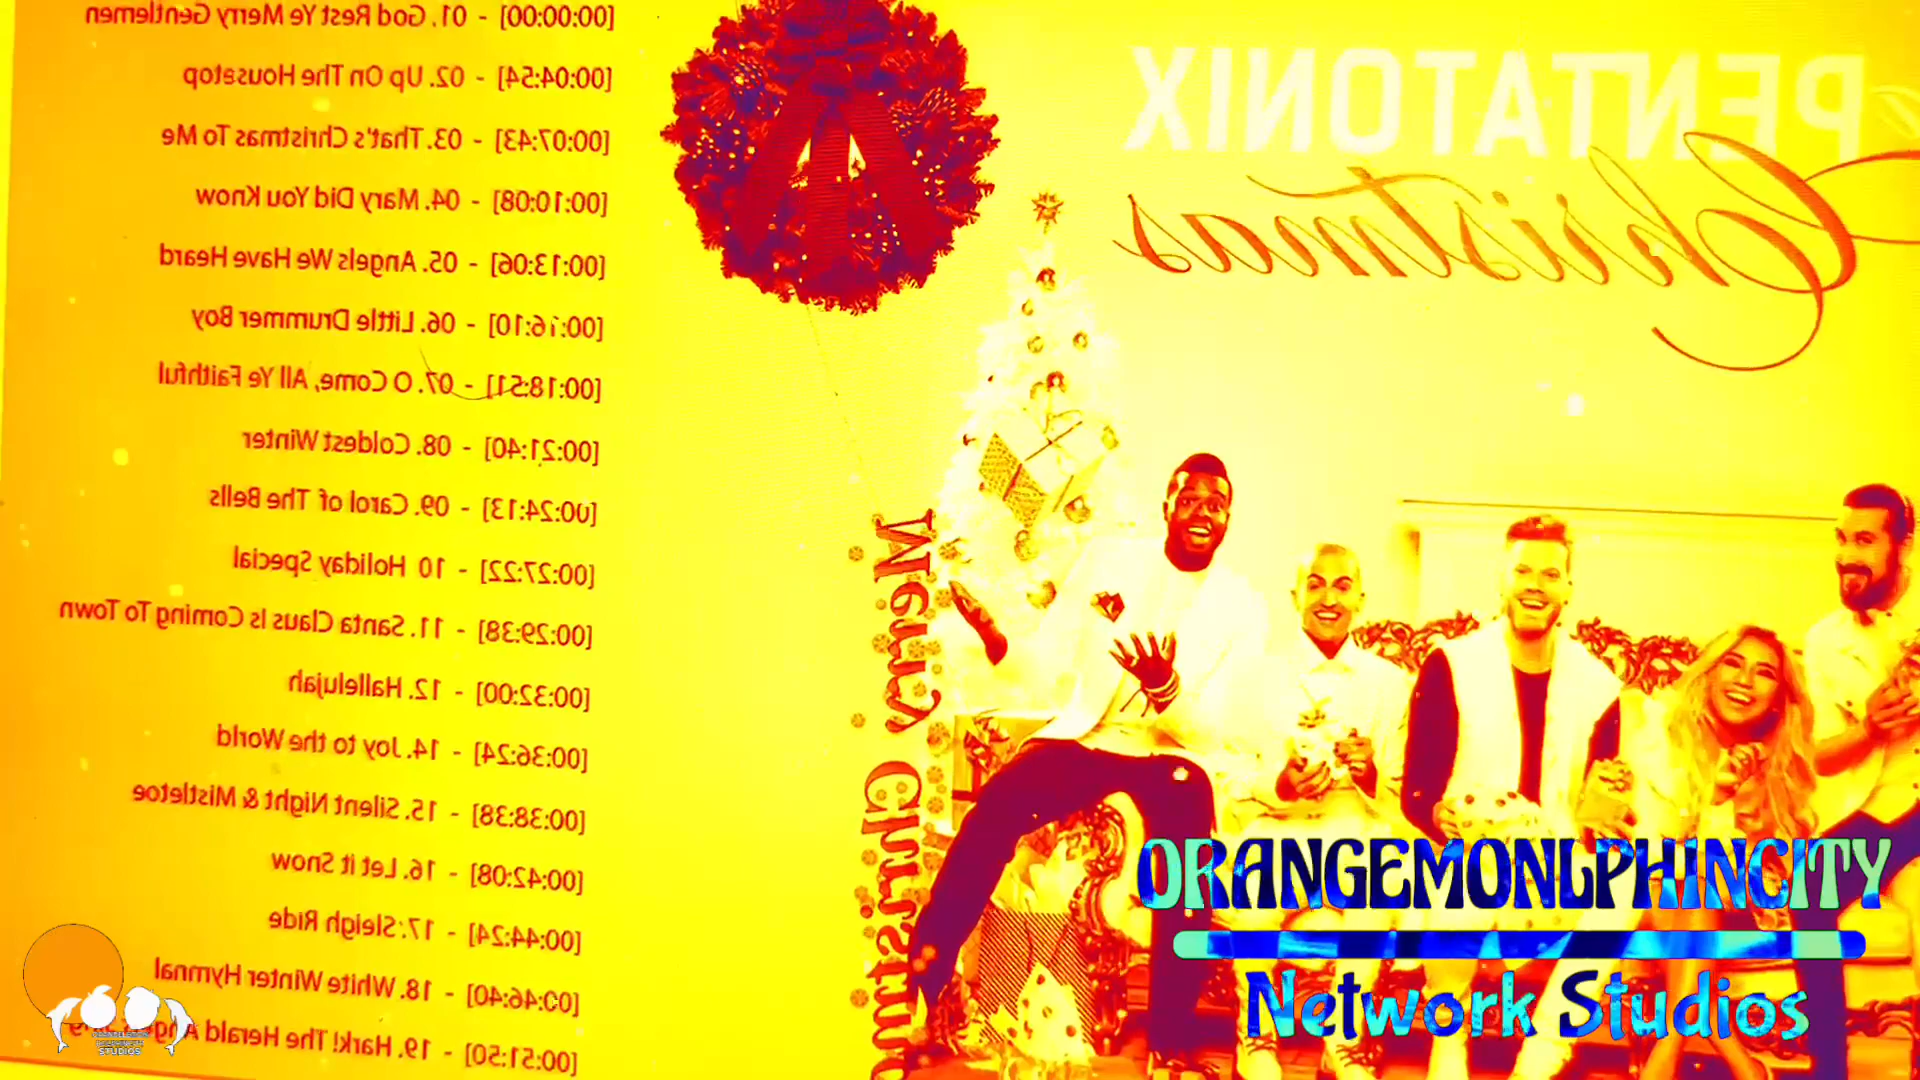 [00:00:00] - 01. God Rest Ye Merry Gentlemen
[00:04:54] - 02. Up On The Housetop
[00:07:43] - 03. That's Christmas To Me
[00:10:08] - 04. Mary Did You Know
[00:13:06] - 05. Angels We Have Heard
[00:16:10] - 06. Little Drummer Boy
[00:18:51] - 07. O Come, All Ye Faithful
[00:21:40] - 08. Coldest Winter
[00:24:13] - 09. Carol of The Bells
[00:27:22] - 10 Holiday Special
[00:29:38] - 11. Santa Claus Is Coming To Town
[00:32:00] - 12. Hallelujah
[00:36:24] - 14. Joy to the World
[00:38:38] - 15. Silent Night & Mistletoe
[00:42:08] - 16. Let it Snow
[00:44:24] - 17. Sleigh Ride
[00:46:40] - 18. White Winter Hymnal
[00:51:50] - 19. Hark! The Herald
PENTATONIX
Christmas
Merry Christmas
ORANGEMONLPHINCITY
Network Studios
STUDIOS